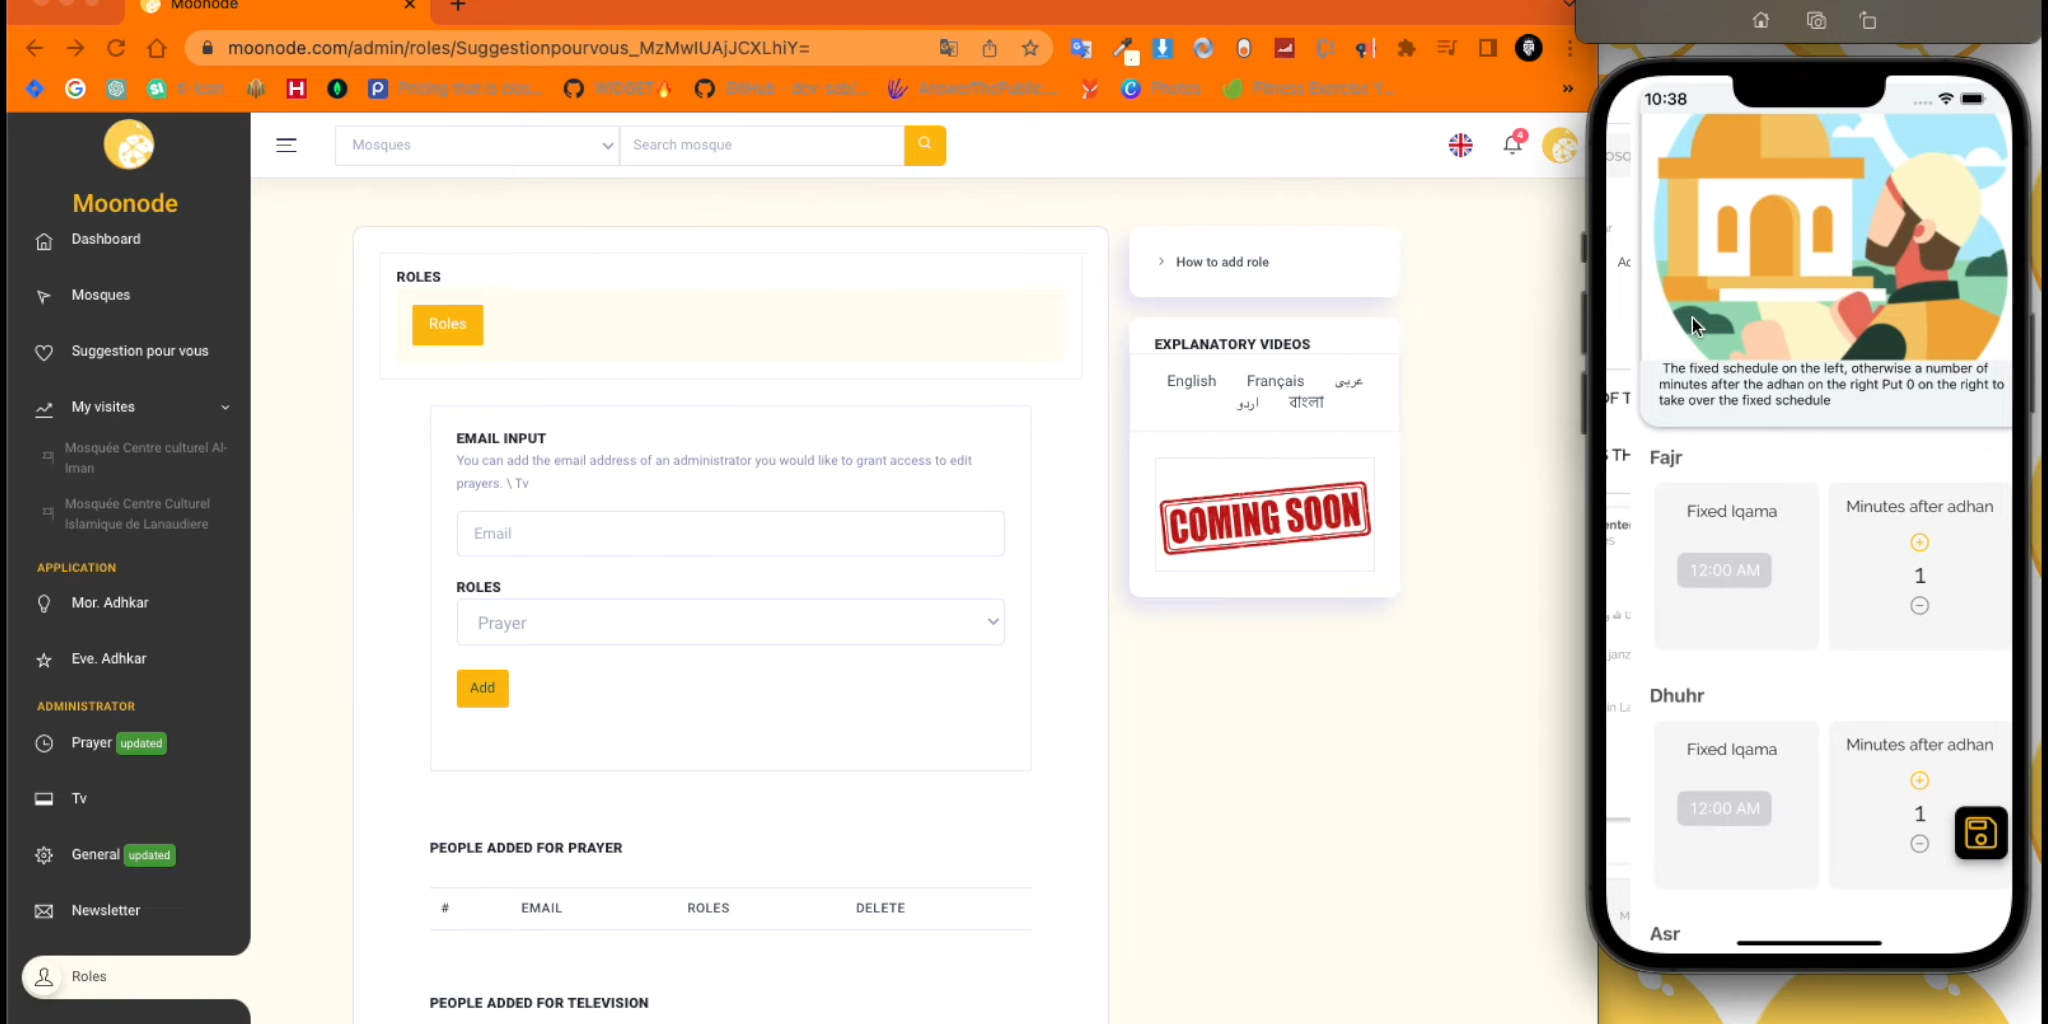 Moonode
moonode.com/admin/roles/Suggestionpourvous_MzMwIUAjJCXLhiY=
WIDGET
Photos
Fitness Exercise Y...
Moonode
Dashboard
Mosques
Suggestion pour vous
My visites
Mosquée Centre culturel Al-
Iman
Mosquée Centre Culturel
Islamique de Lanaudiere
APPLICATION
Mor. Adhkar
Eve. Adhkar
ADMINISTRATOR
Prayer updated
Tv
General updated
Newsletter
Roles
Mosques
Search mosque
4
ROLES
Roles
EMAIL INPUT
You can add the email address of an administrator you would like to grant access to edit
prayers. \ Tv
Email
ROLES
Prayer
Add
PEOPLE ADDED FOR PRAYER
# EMAIL ROLES DELETE
PEOPLE ADDED FOR TELEVISION
How to add role
EXPLANATORY VIDEOS
English Français عربى
اردو বাংলা
COMING SOON
10:38
The fixed schedule on the left, otherwise a number of
minutes after the adhan on the right Put 0 on the right to
take over the fixed schedule
Fajr
Fixed Iqama
12:00 AM
Minutes after adhan
1
Dhuhr
Fixed Iqama
12:00 AM
Minutes after adhan
1
Asr